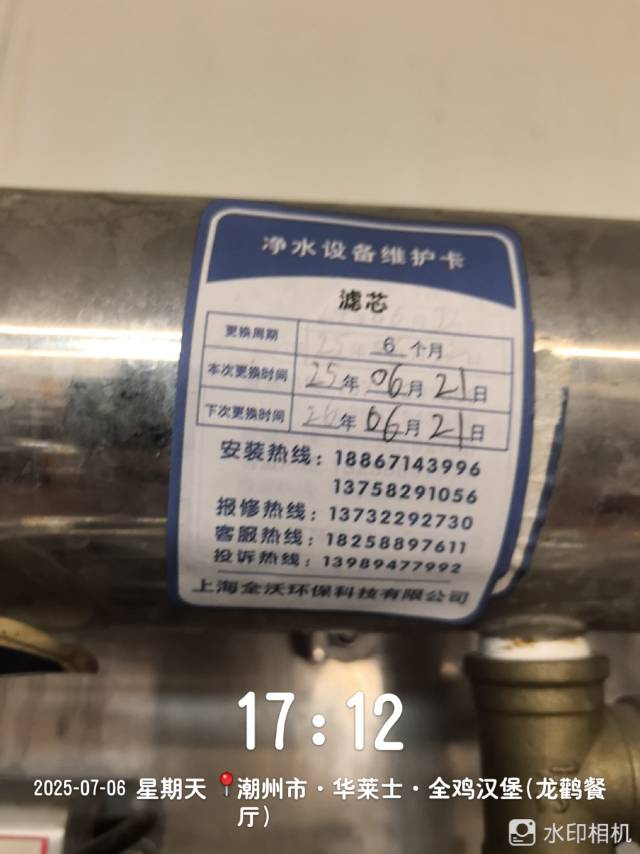 净水设备维护卡
滤芯
更换周期 6 个月
本次更换时间 25年 06月 21日
下次更换时间 26年 06月 21日
安装热线：18867143996
13758291056
报修热线：13732292730
客服热线：18258897611
投诉热线：13989477992
上海全沃环保科技有限公司
17:12
2025-07-06 星期天 📍潮州市·华莱士·全鸡汉堡(龙鹳餐
厅)
水印相机